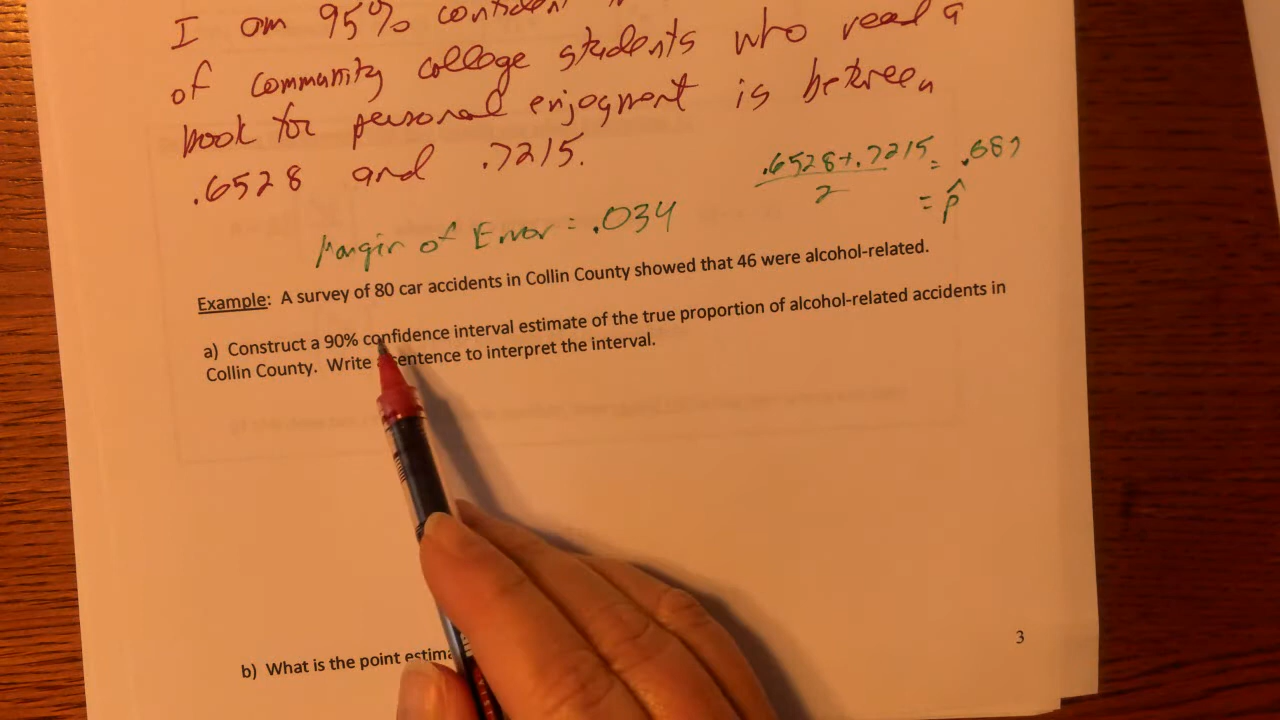 I am 95% confident
of community college students who read a
book for personal enjoyment is between
.6528 and .7215.
.6528+.7215 = .687
2
= p̂
Margin of Error = .034
Example: A survey of 80 car accidents in Collin County showed that 46 were alcohol-related.
a) Construct a 90% confidence interval estimate of the true proportion of alcohol-related accidents in
Collin County. Write sentence to interpret the interval.
b) What is the point
3